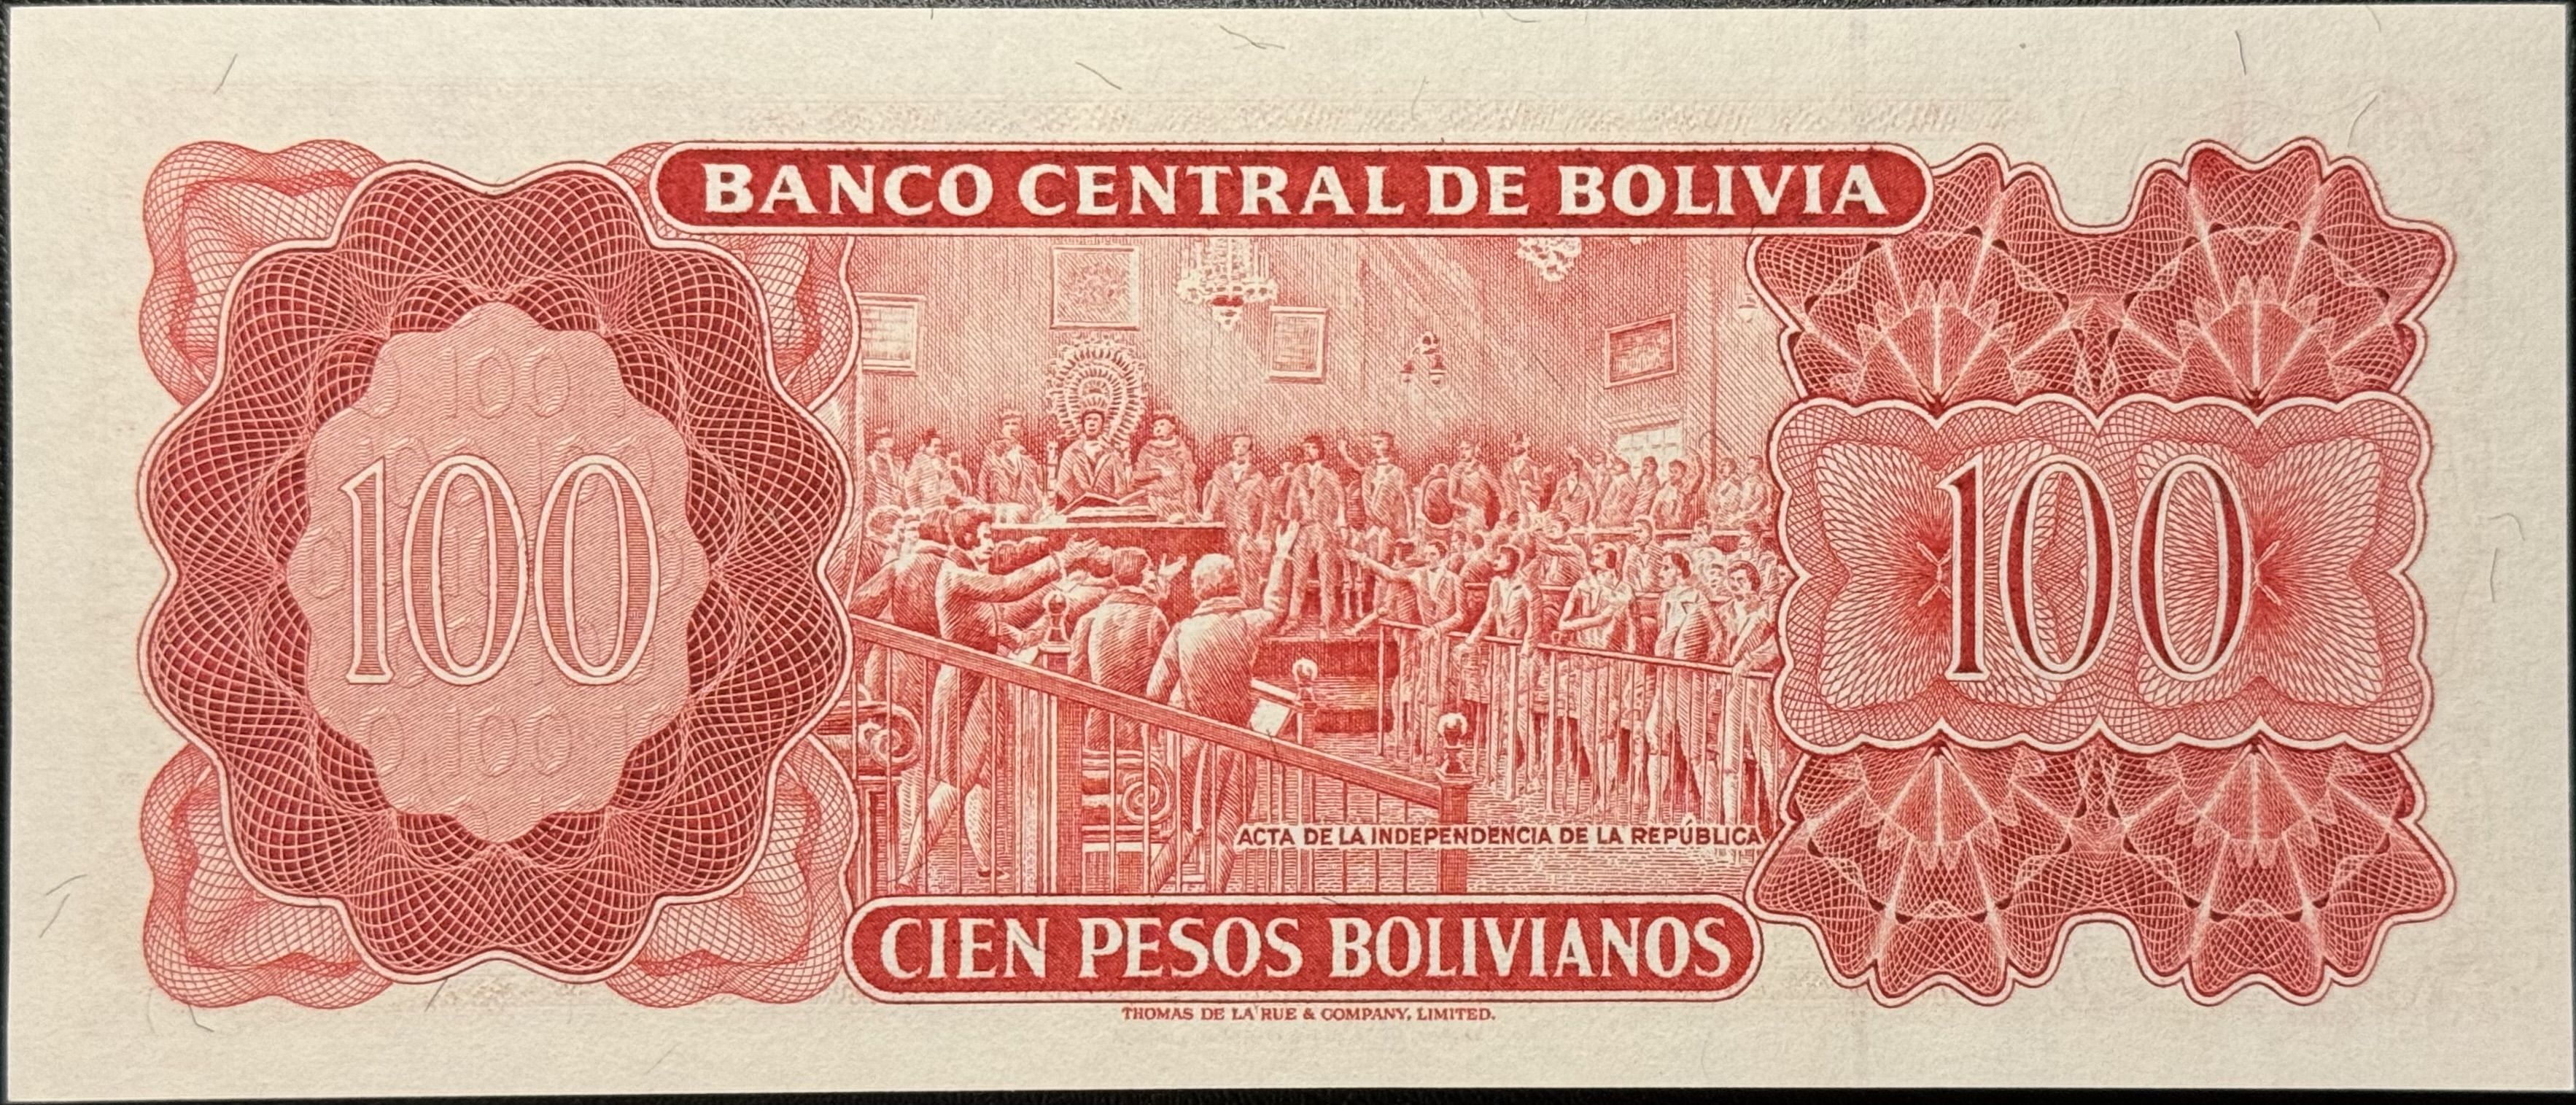 BANCO CENTRAL DE BOLIVIA
100
100
ACTA DE LA INDEPENDENCIA DE LA REPÚBLICA
CIEN PESOS BOLIVIANOS
THOMAS DE LA RUE & COMPANY, LIMITED.